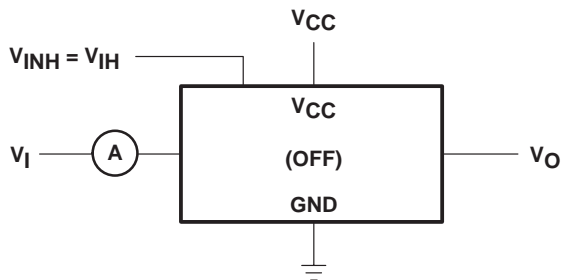 VCC
VINH = VIH
VCC
VI
A
(OFF)
VO
GND